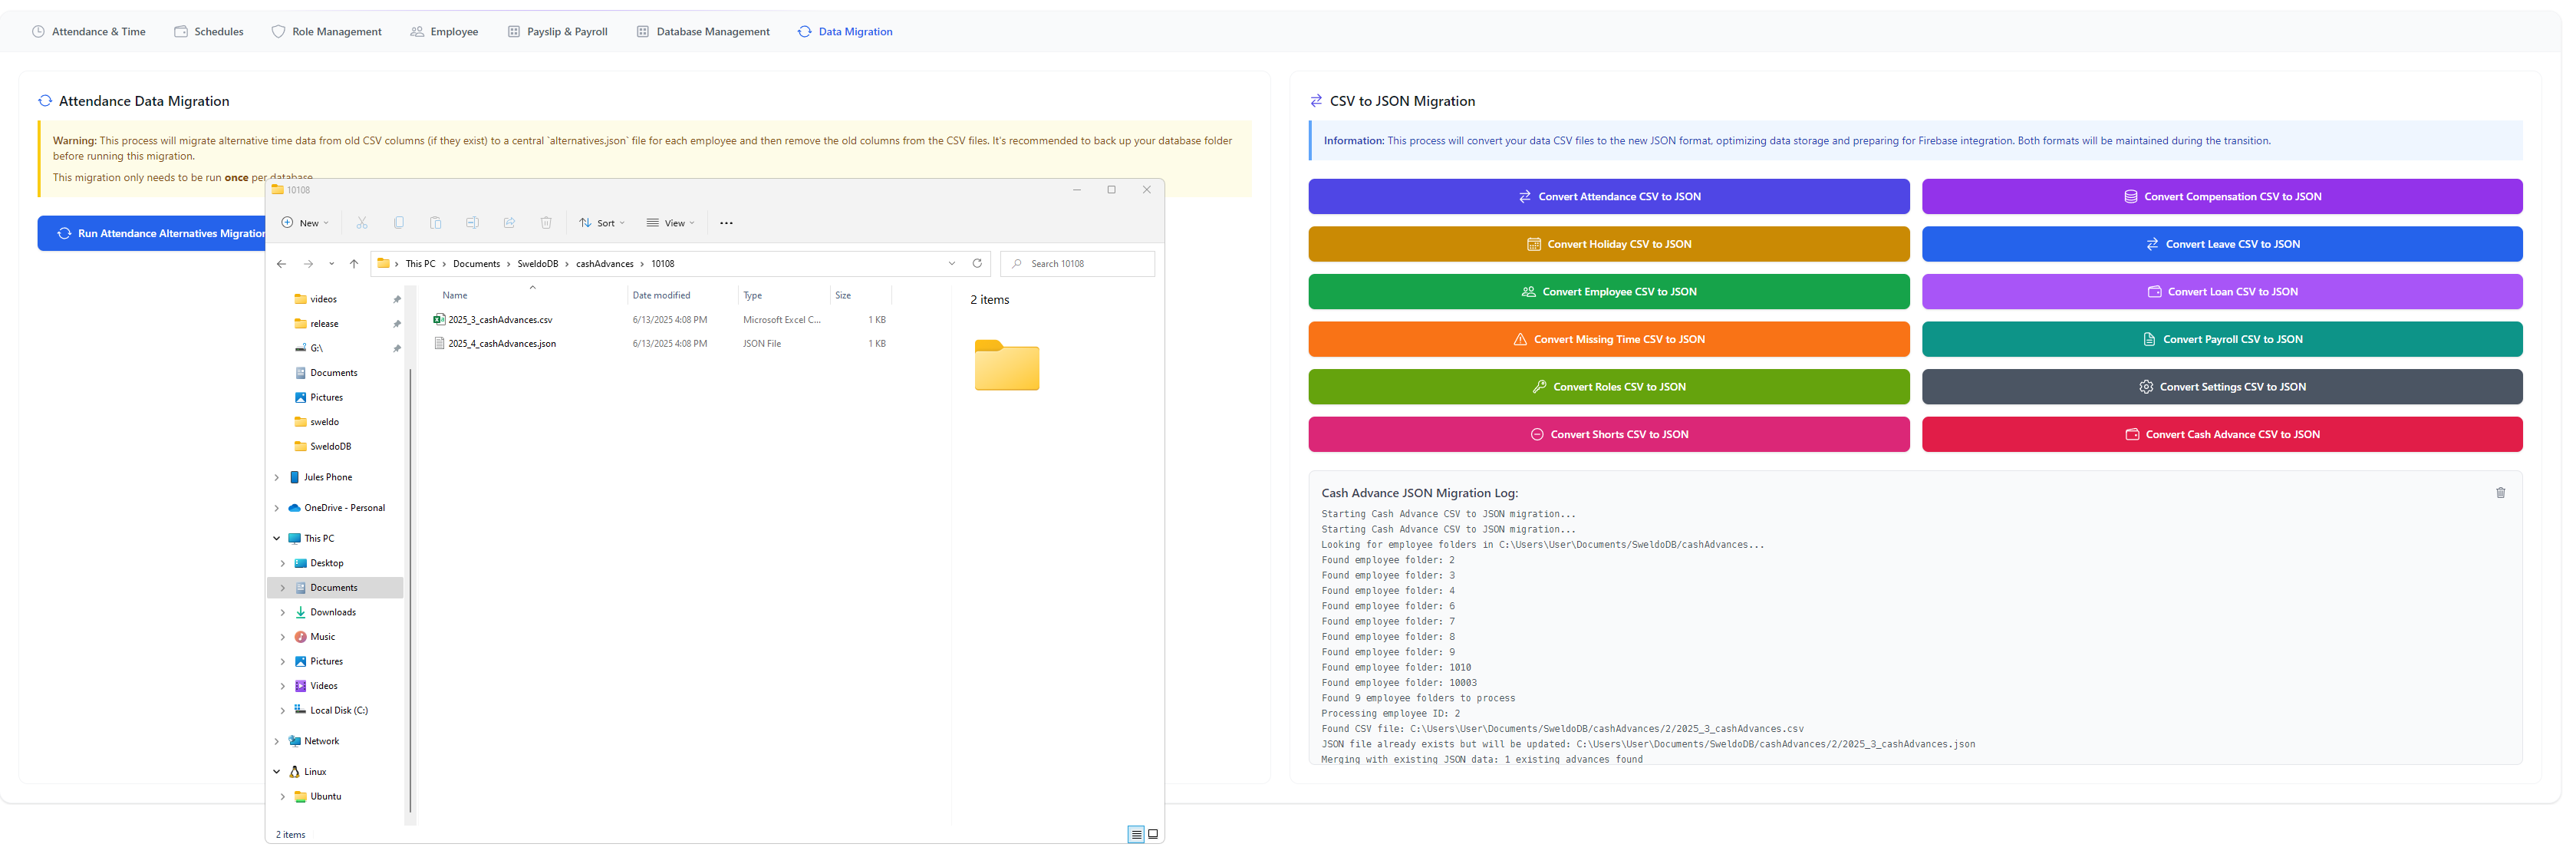 Attendance & Time
Schedules
Role Management
Employee
Payslip & Payroll
Database Management
Data Migration
Attendance Data Migration
Warning: This process will migrate alternative time data from old CSV columns (if they exist) to a central `alternatives.json` file for each employee and then remove the old columns from the CSV files. It's recommended to back up your database folder
before running this migration.
This migration only needs to be run once per database.
Run Attendance Alternatives Migration
10108
New
Sort
View
This PC > Documents > SweldoDB > cashAdvances > 10108
Search 10108
videos
release
G:\
Documents
Pictures
sweldo
SweldoDB
Jules Phone
OneDrive - Personal
This PC
Desktop
Documents
Downloads
Music
Pictures
Videos
Local Disk (C:)
Network
Linux
Ubuntu
Name Date modified Type Size
2025_3_cashAdvances.csv 6/13/2025 4:08 PM Microsoft Excel C... 1 KB
2025_4_cashAdvances.json 6/13/2025 4:08 PM JSON File 1 KB
2 items
2 items
CSV to JSON Migration
Information: This process will convert your data CSV files to the new JSON format, optimizing data storage and preparing for Firebase integration. Both formats will be maintained during the transition.
Convert Attendance CSV to JSON
Convert Compensation CSV to JSON
Convert Holiday CSV to JSON
Convert Leave CSV to JSON
Convert Employee CSV to JSON
Convert Loan CSV to JSON
Convert Missing Time CSV to JSON
Convert Payroll CSV to JSON
Convert Roles CSV to JSON
Convert Settings CSV to JSON
Convert Shorts CSV to JSON
Convert Cash Advance CSV to JSON
Cash Advance JSON Migration Log:
Starting Cash Advance CSV to JSON migration...
Starting Cash Advance CSV to JSON migration...
Looking for employee folders in C:\Users\User\Documents/SweldoDB/cashAdvances...
Found employee folder: 2
Found employee folder: 3
Found employee folder: 4
Found employee folder: 6
Found employee folder: 7
Found employee folder: 8
Found employee folder: 9
Found employee folder: 1010
Found employee folder: 10003
Found 9 employee folders to process
Processing employee ID: 2
Found CSV file: C:\Users\User\Documents/SweldoDB/cashAdvances/2/2025_3_cashAdvances.csv
JSON file already exists but will be updated: C:\Users\User\Documents/SweldoDB/cashAdvances/2/2025_3_cashAdvances.json
Merging with existing JSON data: 1 existing advances found